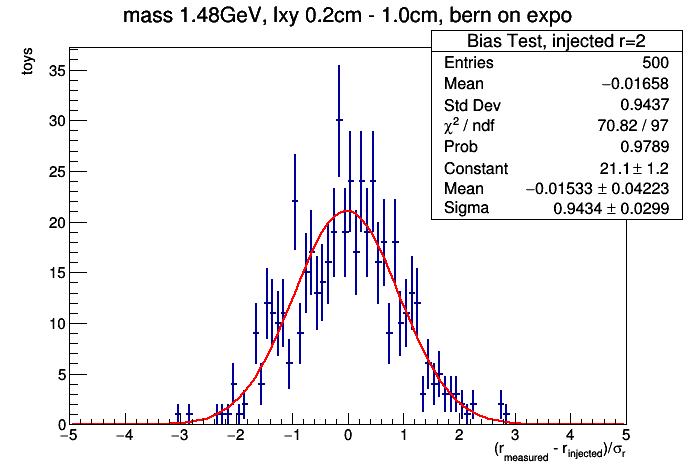 mass 1.48GeV, lxy 0.2cm - 1.0cm, bern on expo
Bias Test, injected r=2
Entries 500
Mean −0.01658
Std Dev 0.9437
χ² / ndf 70.82 / 97
Prob 0.9789
Constant 21.1 ± 1.2
Mean −0.01533 ± 0.04223
Sigma 0.9434 ± 0.0299
toys
35
30
25
20
15
10
5
0
−5 −4 −3 −2 −1 0 1 2 3 4 5
(r_measured - r_injected)/σ_r